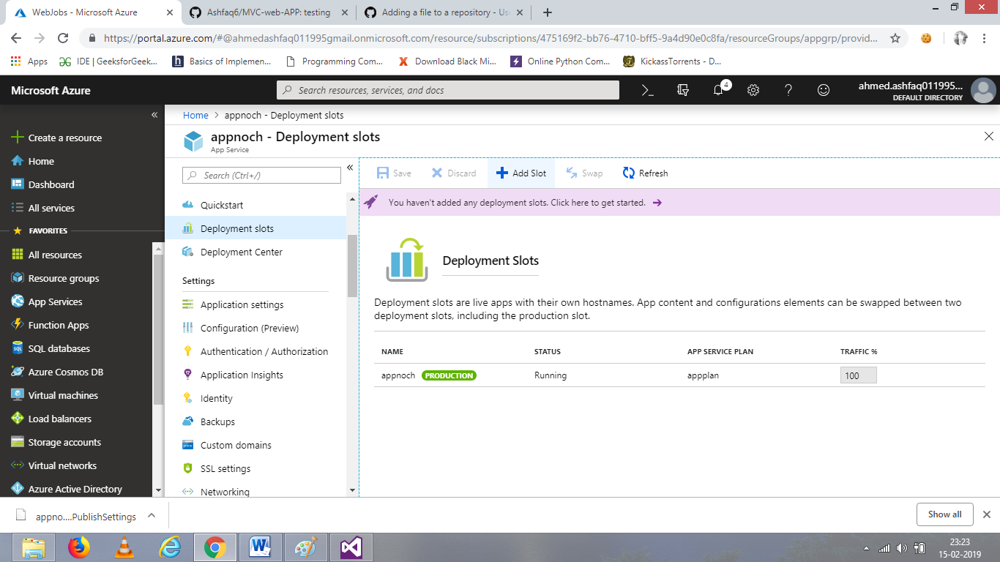 WebJobs - Microsoft Azure
Ashfaq6/MVC-web-APP: testing
Adding a file to a repository - Us
https://portal.azure.com/#@ahmedashfaq011995gmail.onmicrosoft.com/resource/subscriptions/475169f2-bb76-4710-bff5-9a4d90e0c8fa/resourceGroups/appgrp/provid...
Apps
IDE | GeeksforGeek...
Basics of Implemen...
Programming Com...
Download Black Mi...
Online Python Com...
KickassTorrents - D...
Microsoft Azure
Search resources, services, and docs
4
ahmed.ashfaq011995...
DEFAULT DIRECTORY
Create a resource
Home
Dashboard
All services
FAVORITES
All resources
Resource groups
App Services
Function Apps
SQL databases
Azure Cosmos DB
Virtual machines
Load balancers
Storage accounts
Virtual networks
Azure Active Directory
Home > appnoch - Deployment slots
appnoch - Deployment slots
App Service
Search (Ctrl+/)
Quickstart
Deployment slots
Deployment Center
Settings
Application settings
Configuration (Preview)
Authentication / Authorization
Application Insights
Identity
Backups
Custom domains
SSL settings
Networking
Save
Discard
Add Slot
Swap
Refresh
You haven't added any deployment slots. Click here to get started.
Deployment Slots
Deployment slots are live apps with their own hostnames. App content and configurations elements can be swapped between two
deployment slots, including the production slot.
NAME STATUS APP SERVICE PLAN TRAFFIC %
appnoch PRODUCTION Running appplan 100
appno....PublishSettings
Show all
23:23
15-02-2019